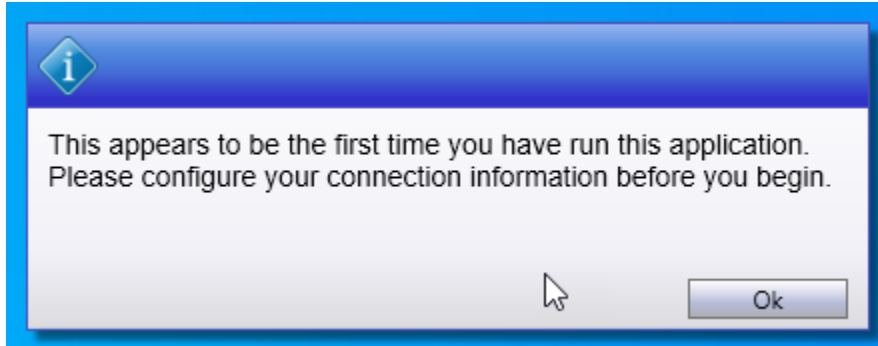 This appears to be the first time you have run this application.
Please configure your connection information before you begin.
Ok